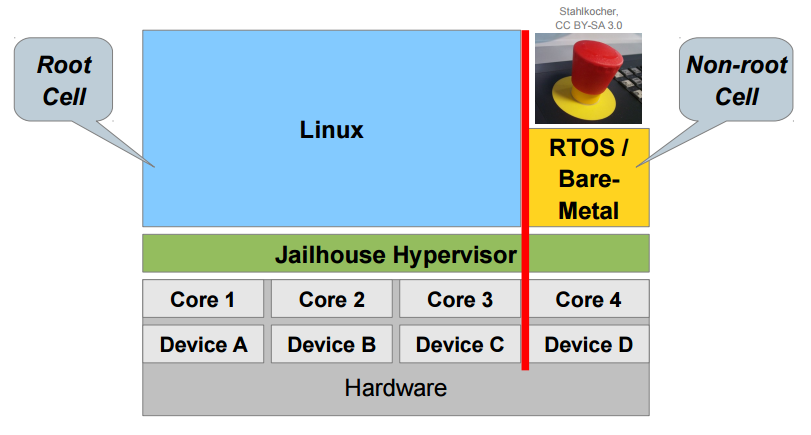 Stahlkocher,
CC BY-SA 3.0
Root
Cell
Linux
Non-root
Cell
RTOS /
Bare-
Metal
Jailhouse Hypervisor
Core 1
Core 2
Core 3
Core 4
Device A
Device B
Device C
Device D
Hardware